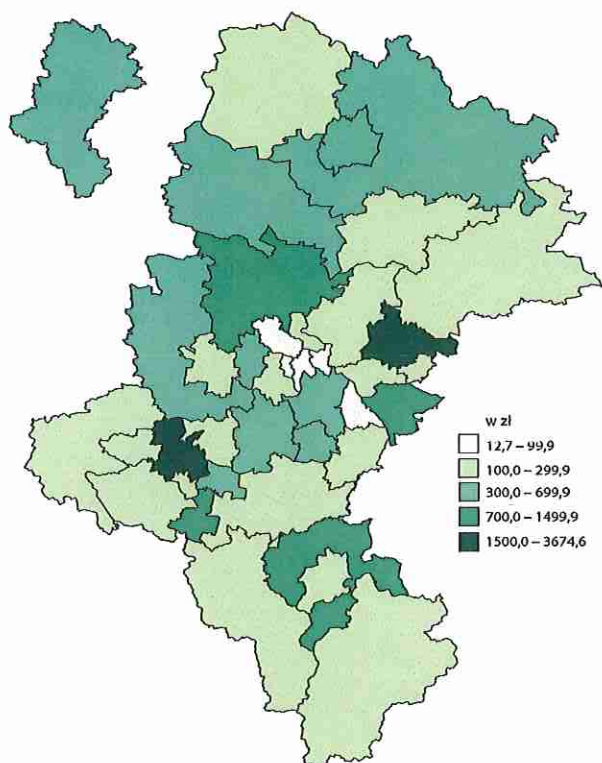 w zł
12,7 – 99,9
100,0 – 299,9
300,0 – 699,9
700,0 – 1499,9
1500,0 – 3674,6